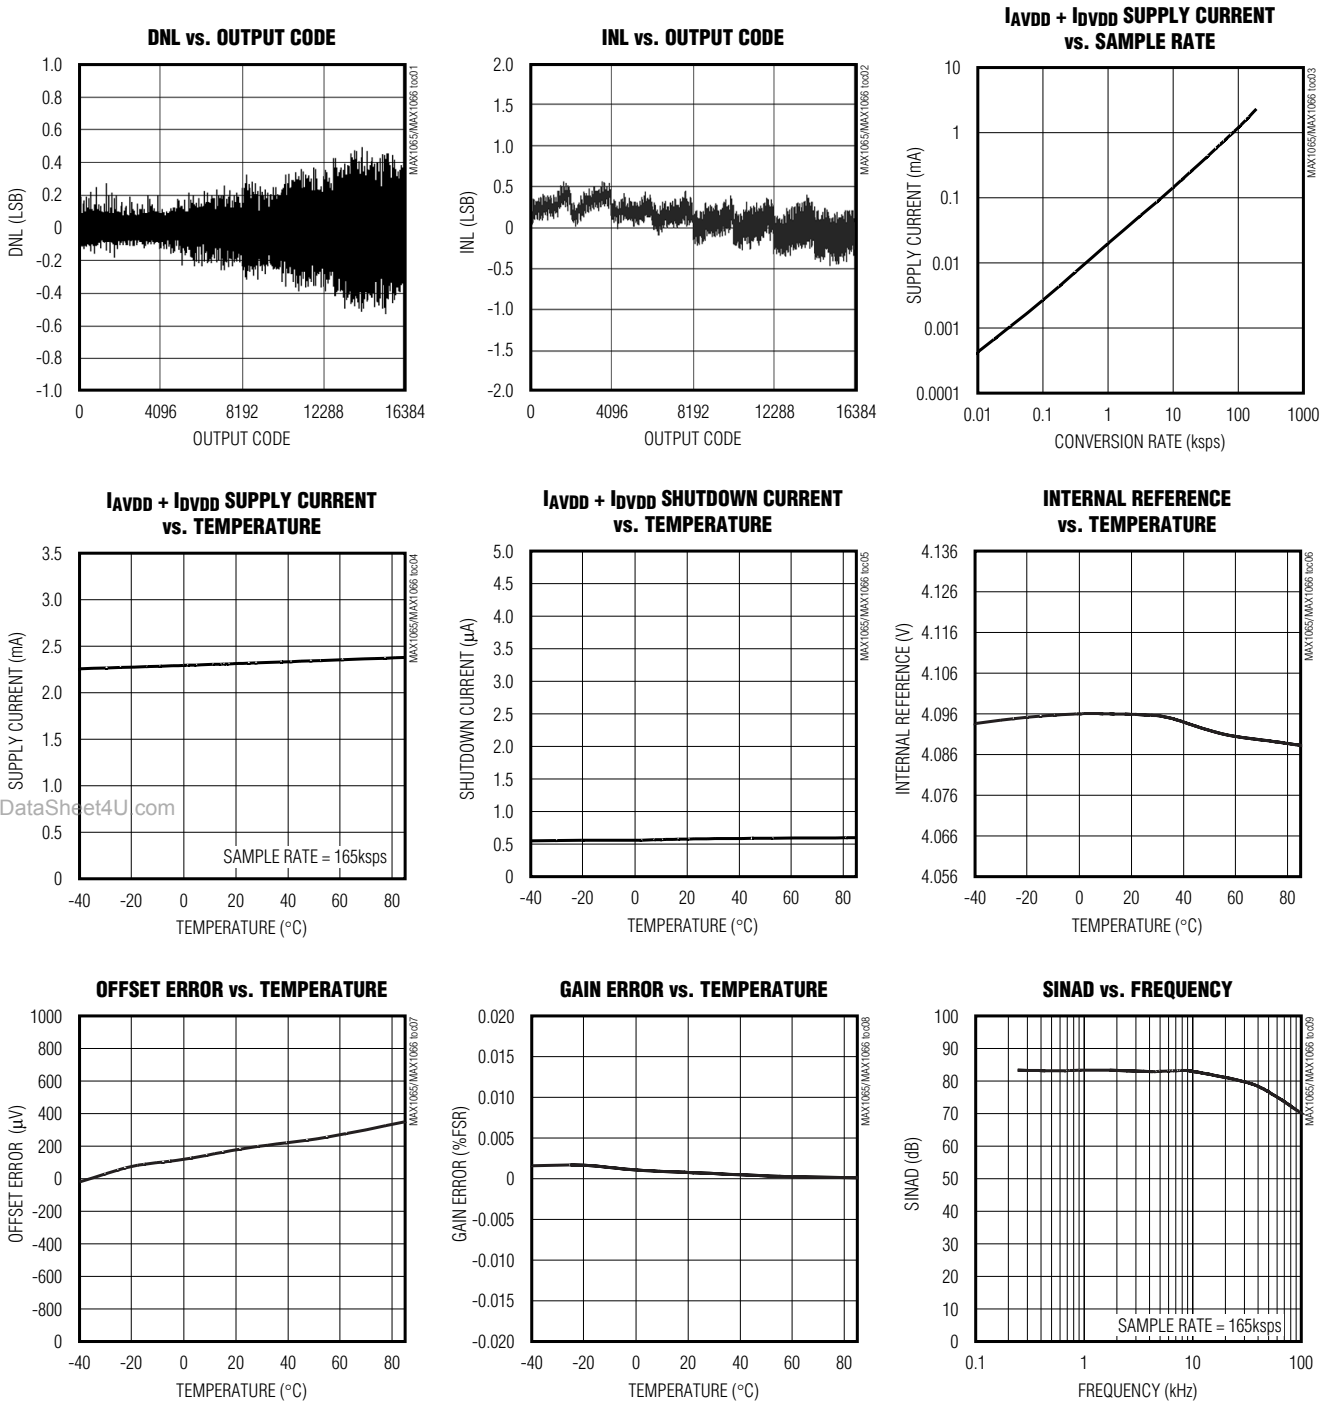 DNL vs. OUTPUT CODE
1.0
0.8
0.6
0.4
0.2
0
-0.2
-0.4
-0.6
-0.8
-1.0
DNL (LSB)
0 4096 8192 12288 16384
OUTPUT CODE
MAX1065/MAX1066 toc01
INL vs. OUTPUT CODE
2.0
1.5
1.0
0.5
0
-0.5
-1.0
-1.5
-2.0
INL (LSB)
0 4096 8192 12288 16384
OUTPUT CODE
MAX1065/MAX1066 toc02
IAVDD + IDVDD SUPPLY CURRENT
vs. SAMPLE RATE
10
1
0.1
0.01
0.001
0.0001
SUPPLY CURRENT (mA)
0.01 0.1 1 10 100 1000
CONVERSION RATE (ksps)
MAX1065/MAX1066 toc03
IAVDD + IDVDD SUPPLY CURRENT
vs. TEMPERATURE
3.5
3.0
2.5
2.0
1.5
1.0
0.5
0
SUPPLY CURRENT (mA)
DataSheet4U.com
SAMPLE RATE = 165ksps
-40 -20 0 20 40 60 80
TEMPERATURE (°C)
MAX1065/MAX1066 toc04
IAVDD + IDVDD SHUTDOWN CURRENT
vs. TEMPERATURE
5.0
4.5
4.0
3.5
3.0
2.5
2.0
1.5
1.0
0.5
0
SHUTDOWN CURRENT (µA)
-40 -20 0 20 40 60 80
TEMPERATURE (°C)
MAX1065/MAX1066 toc05
INTERNAL REFERENCE
vs. TEMPERATURE
4.136
4.126
4.116
4.106
4.096
4.086
4.076
4.066
4.056
INTERNAL REFERENCE (V)
-40 -20 0 20 40 60 80
TEMPERATURE (°C)
MAX1065/MAX1066 toc06
OFFSET ERROR vs. TEMPERATURE
1000
800
600
400
200
0
-200
-400
-600
-800
0
OFFSET ERROR (µV)
-40 -20 0 20 40 60 80
TEMPERATURE (°C)
MAX1065/MAX1066 toc07
GAIN ERROR vs. TEMPERATURE
0.020
0.015
0.010
0.005
0
-0.005
-0.010
-0.015
-0.020
GAIN ERROR (%FSR)
-40 -20 0 20 40 60 80
TEMPERATURE (°C)
MAX1065/MAX1066 toc08
SINAD vs. FREQUENCY
100
90
80
70
60
50
40
30
20
10
0
SINAD (dB)
SAMPLE RATE = 165ksps
0.1 1 10 100
FREQUENCY (kHz)
MAX1065/MAX1066 toc09